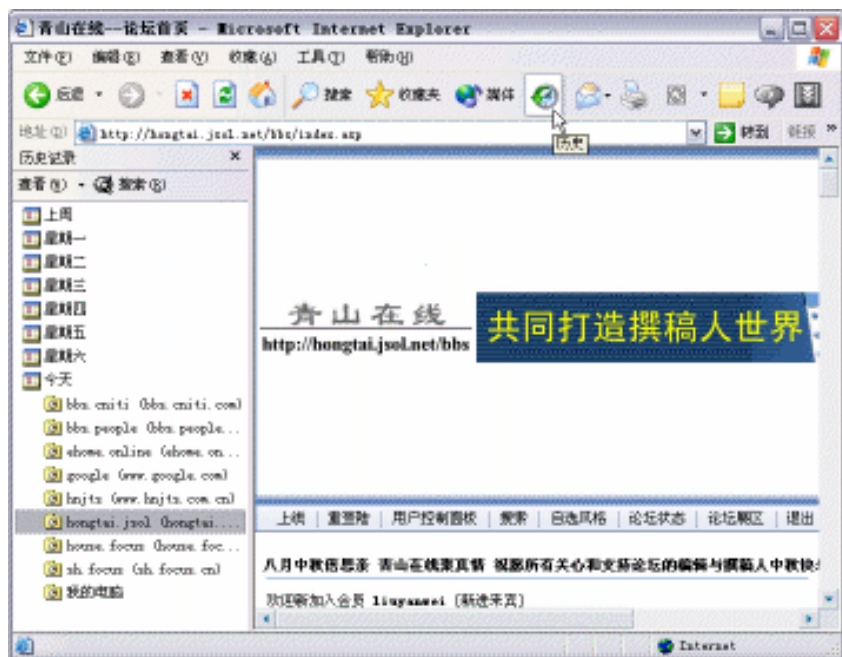 青山在线--论坛首页 - Microsoft Internet Explorer
文件(F) 编辑(E) 查看(V) 收藏(A) 工具(T) 帮助(H)
后退 搜索 收藏夹 媒体
地址(D) http://hongtai.jsol.net/bbs/index.asp 转到 链接 »
历史
历史记录 ×
查看(W) 搜索(S)
上周
星期一
星期二
星期三
星期四
星期五
星期六
今天
bbs.cniti (bbs.cniti.com)
bbs.people (bbs.people...
ehome.online (ehome.on...
google (www.google.com)
hnjtz (www.hnjtz.com.cn)
hongtai.jsol (hongtai....
house.focus (house.foc...
sh.focus (sh.focus.cn)
我的电脑
青山在线
http://hongtai.jsol.net/bbs
共同打造撰稿人世界
上线 | 重登陆 | 用户控制面板 | 搜索 | 自选风格 | 论坛状态 | 论坛展区 | 退出
八月中秋倍思亲 青山在线聚真情 祝愿所有关心和支持论坛的编辑与撰稿人中秋快
欢迎新加入会员 liuyanmei [新进来宾]
Internet